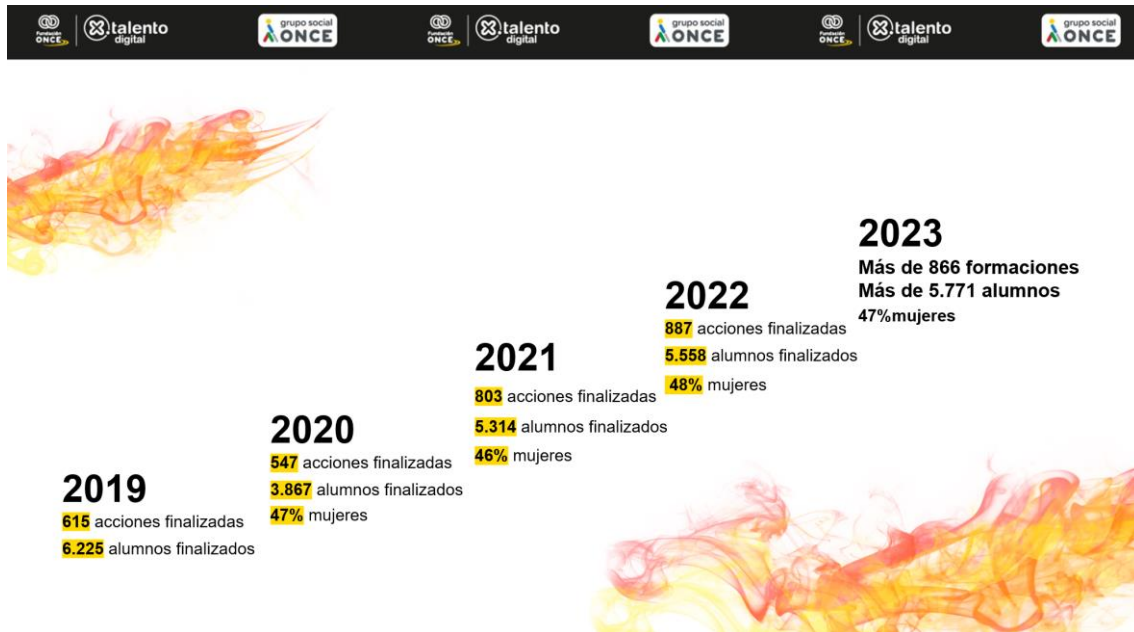 Fundación ONCE talento digital
grupo social ONCE
Fundación ONCE talento digital
grupo social ONCE
Fundación ONCE talento digital
grupo social ONCE
2019
615 acciones finalizadas
6.225 alumnos finalizados
2020
547 acciones finalizadas
3.867 alumnos finalizados
47% mujeres
2021
803 acciones finalizadas
5.314 alumnos finalizados
46% mujeres
2022
887 acciones finalizadas
5.558 alumnos finalizados
48% mujeres
2023
Más de 866 formaciones
Más de 5.771 alumnos
47%mujeres